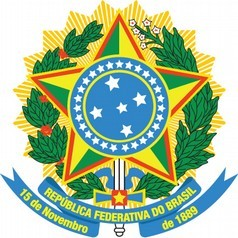 REPÚBLICA FEDERATIVA DO BRASIL
15 de Novembro
de 1889